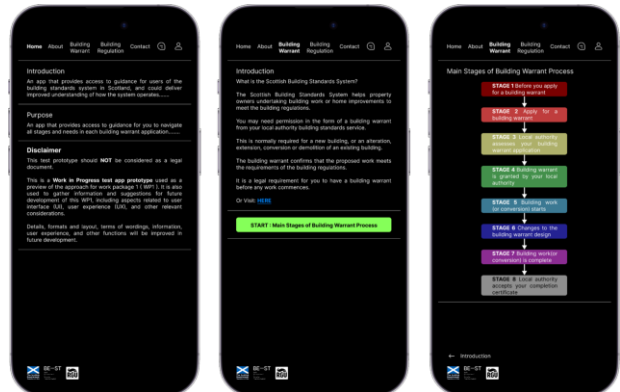 Home About Building Warrant Building Regulation Contact
Introduction
An app that provides access to guidance for users of the
building standards system in Scotland, and could deliver
improved understanding of how the system operates.......
Purpose
An app that provides access to guidance for you to navigate
all stages and needs in each building warrant application.......
Disclaimer
This test prototype should NOT be considered as a legal
document.
This is a Work in Progress test app prototype used as a
preview of the approach for work package 1 ( WP1). It is also
used to gather information and suggestions for future
development of this WP1, including aspects related to user
interface (UI), user experience (UX), and other relevant
considerations.
Details, formats and layout, terms of wordings, information,
user experience, and other functions will be improved in
future development.
BE-ST
RGU
Home About Building Warrant Building Regulation Contact
Introduction
What is the Scottish Building Standards System?
The Scottish Building Standards System helps property
owners undertaking building work or home improvements to
meet the building regulations.
You may need permission in the form of a building warrant
from your local authority building standards service.
This is normally required for a new building, or an alteration,
extension, conversion or demolition of an existing building.
The building warrant confirms that the proposed work meets
the requirements of the building regulations.
It is a legal requirement for you to have a building warrant
before any work commences.
Or Visit: HERE
START : Main Stages of Building Warrant Process
BE-ST
RGU
Home About Building Warrant Building Regulation Contact
Main Stages of Building Warrant Process
STAGE 1 Before you apply
for a building warrant
STAGE 2 Apply for a
building warrant
STAGE 3 Local authority
assesses your building
warrant application
STAGE 4 Building warrant
is granted by your local
authority
STAGE 5 Building work
(or conversion) starts
STAGE 6 Changes to the
building warrant design
STAGE 7 Building work(or
conversion) is complete
STAGE 8 Local authority
accepts your completion
certificate
← Introduction
BE-ST
RGU